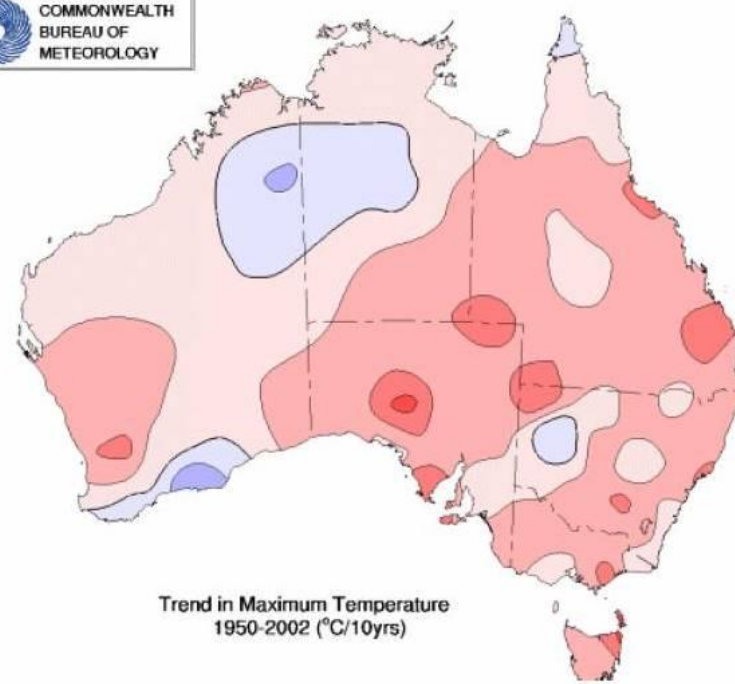 COMMONWEALTH
BUREAU OF
METEOROLOGY
Trend in Maximum Temperature
1950-2002 (°C/10yrs)